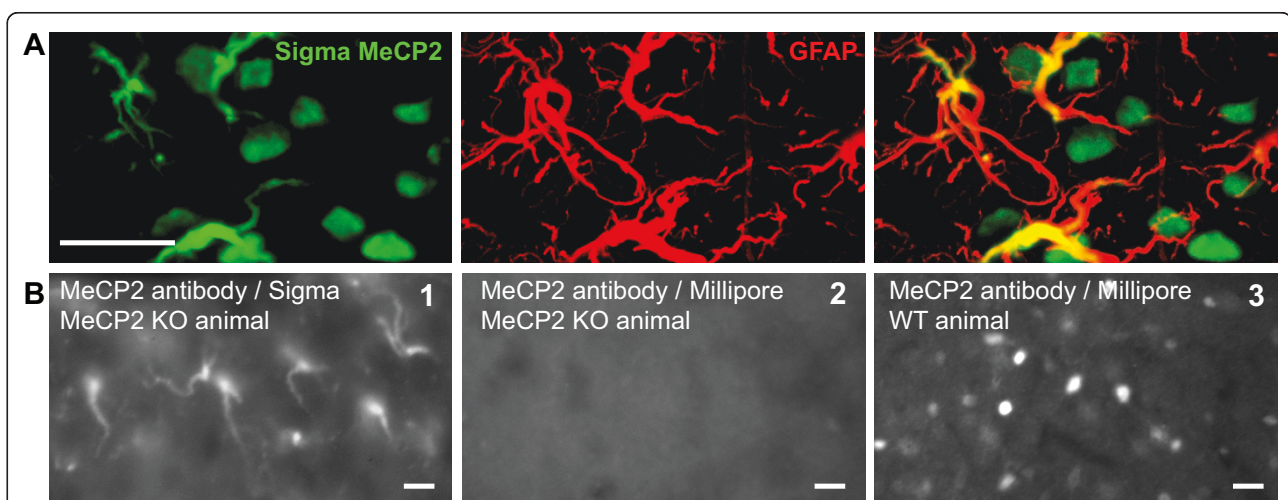 A
Sigma MeCP2
GFAP
B
MeCP2 antibody / Sigma
MeCP2 KO animal
1
MeCP2 antibody / Millipore
MeCP2 KO animal
2
MeCP2 antibody / Millipore
WT animal
3